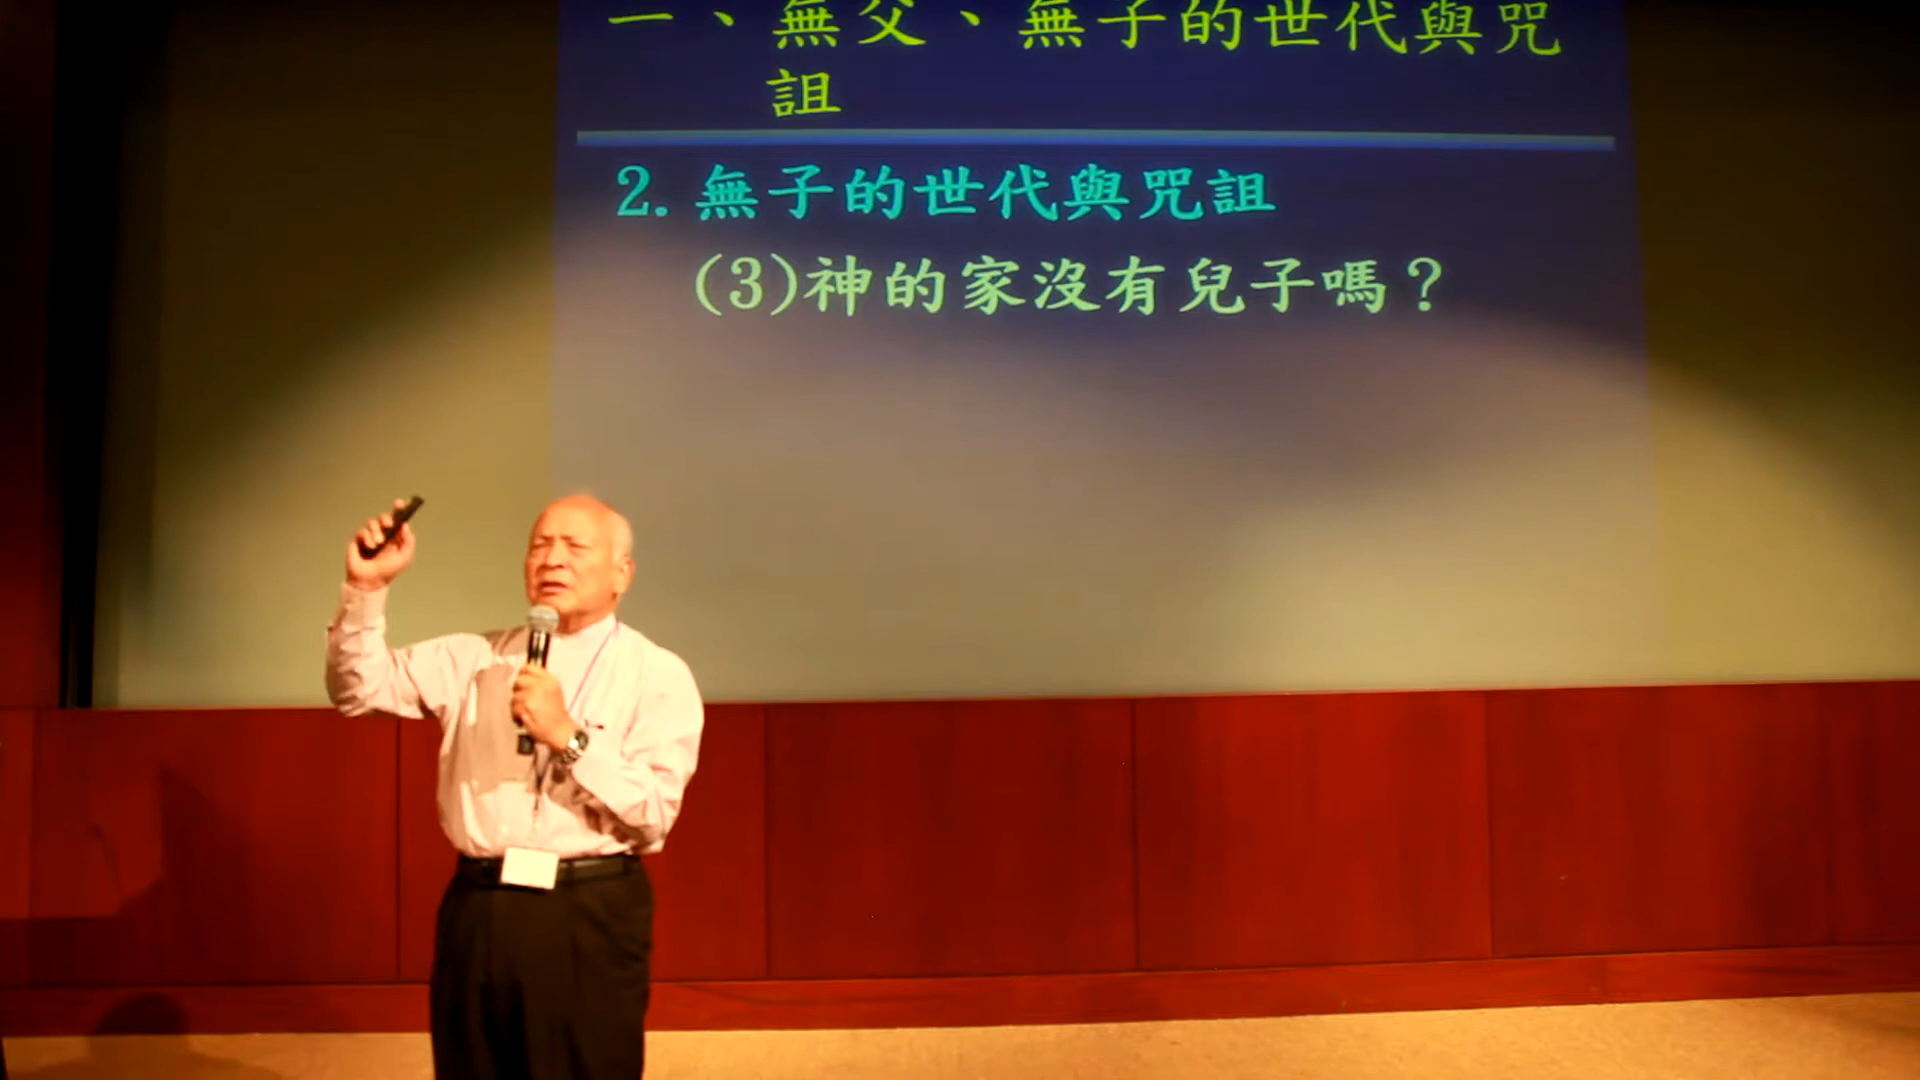 一、無父、無子的世代與咒
詛
2. 無子的世代與咒詛
(3)神的家沒有兒子嗎？